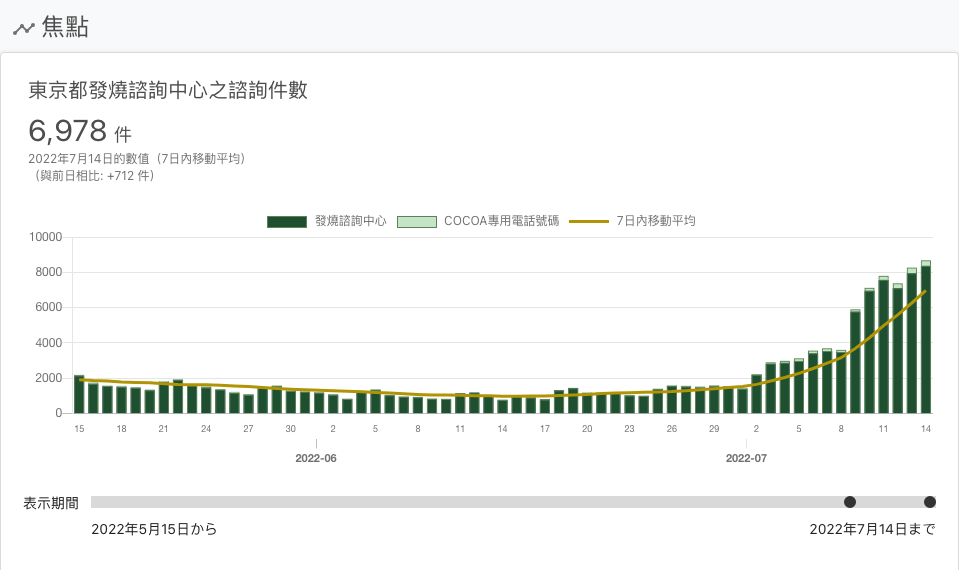 焦點
東京都發燒諮詢中心之諮詢件數
6,978 件
2022年7月14日的數值（7日內移動平均）
（與前日相比: +712 件）
發燒諮詢中心 COCOA專用電話號碼 7日內移動平均
10000
8000
6000
4000
2000
0
15 18 21 24 27 30 2 5 8 11 14 17 20 23 26 29 2 5 8 11 14
2022-06 2022-07
表示期間
2022年5月15日から 2022年7月14日まで